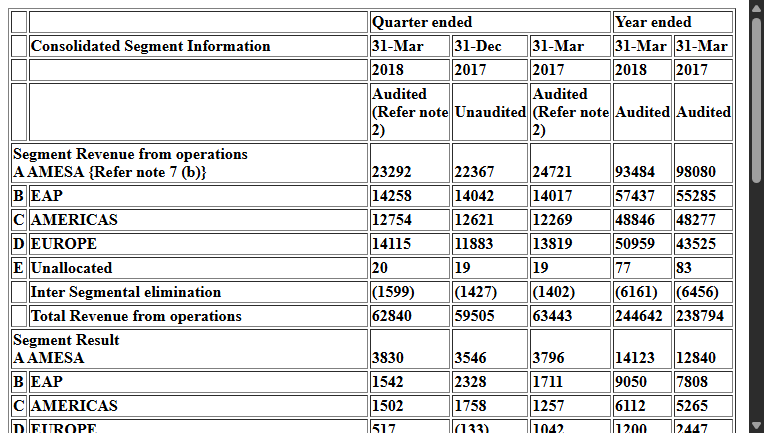 Quarter ended Year ended
Consolidated Segment Information 31-Mar 31-Dec 31-Mar 31-Mar 31-Mar
2018 2017 2017 2018 2017
Audited (Refer note 2) Unaudited Audited (Refer note 2) Audited Audited
Segment Revenue from operations
A AMESA {Refer note 7 (b)} 23292 22367 24721 93484 98080
B EAP 14258 14042 14017 57437 55285
C AMERICAS 12754 12621 12269 48846 48277
D EUROPE 14115 11883 13819 50959 43525
E Unallocated 20 19 19 77 83
Inter Segmental elimination (1599) (1427) (1402) (6161) (6456)
Total Revenue from operations 62840 59505 63443 244642 238794
Segment Result
A AMESA 3830 3546 3796 14123 12840
B EAP 1542 2328 1711 9050 7808
C AMERICAS 1502 1758 1257 6112 5265
D EUROPE 517 (133) 1042 1200 2447